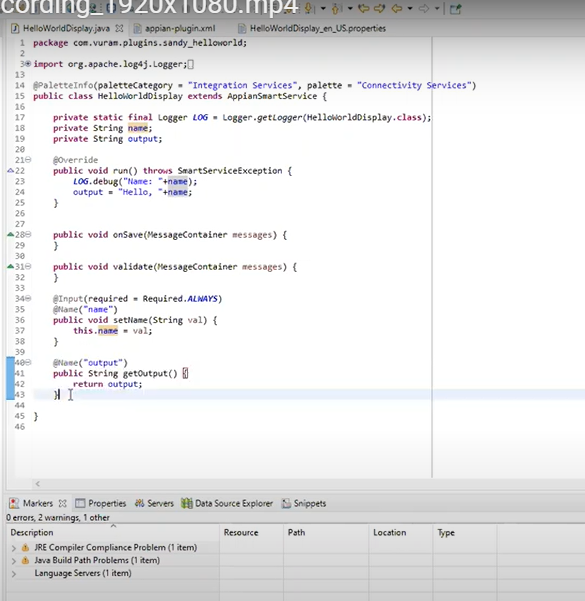 cording_1920x1080.mp4
HelloWorldDisplay.java appian-plugin.xml HelloWorldDisplay_en_US.properties
1 package com.vuram.plugins.sandy_helloworld;
2
3 import org.apache.log4j.Logger;
13
14 @PaletteInfo(paletteCategory = "Integration Services", palette = "Connectivity Services")
15 public class HelloWorldDisplay extends AppianSmartService {
16
17 private static final Logger LOG = Logger.getLogger(HelloWorldDisplay.class);
18 private String name;
19 private String output;
20
21 @Override
22 public void run() throws SmartServiceException {
23 LOG.debug("Name: "+name);
24 output = "Hello, "+name;
25 }
26
27
28 public void onSave(MessageContainer messages) {
29 }
30
31 public void validate(MessageContainer messages) {
32 }
33
34 @Input(required = Required.ALWAYS)
35 @Name("name")
36 public void setName(String val) {
37 this.name = val;
38 }
39
40 @Name("output")
41 public String getOutput() {
42 return output;
43 }
44
45 }
46
Markers Properties Servers Data Source Explorer Snippets
0 errors, 2 warnings, 1 other
Description Resource Path Location Type
JRE Compiler Compliance Problem (1 item)
Java Build Path Problems (1 item)
Language Servers (1 item)